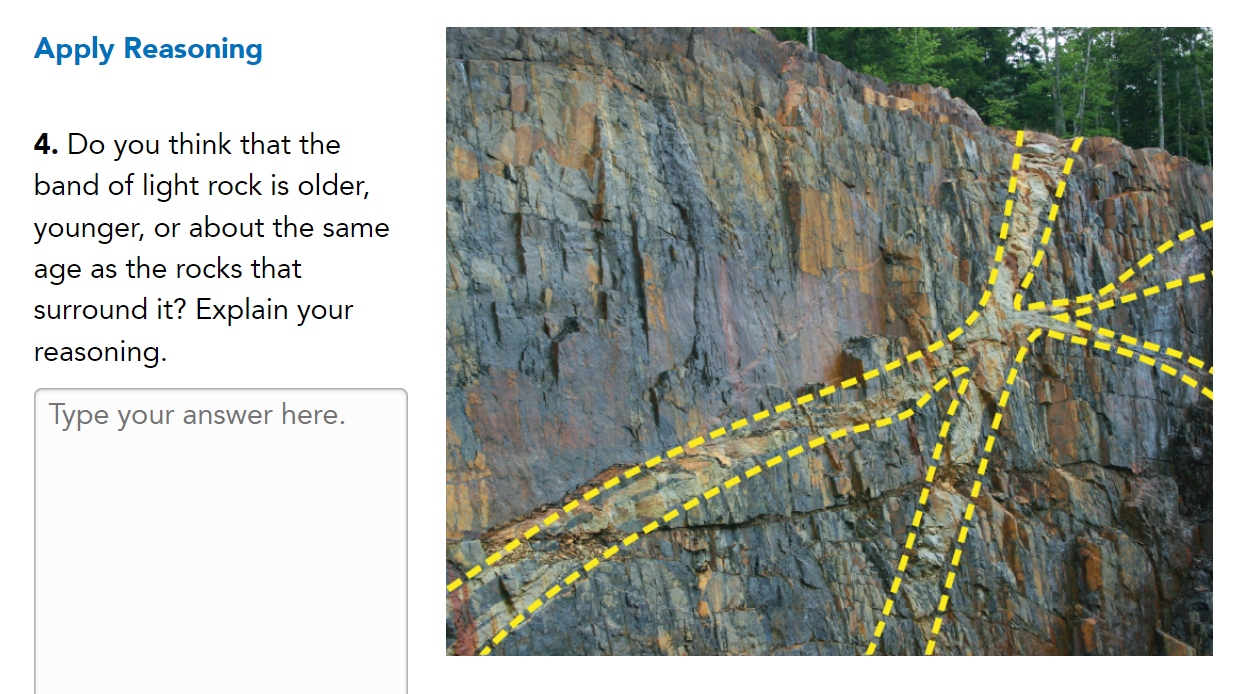 Apply Reasoning
4. Do you think that the
band of light rock is older,
younger, or about the same
age as the rocks that
surround it? Explain your
reasoning.
Type your answer here.